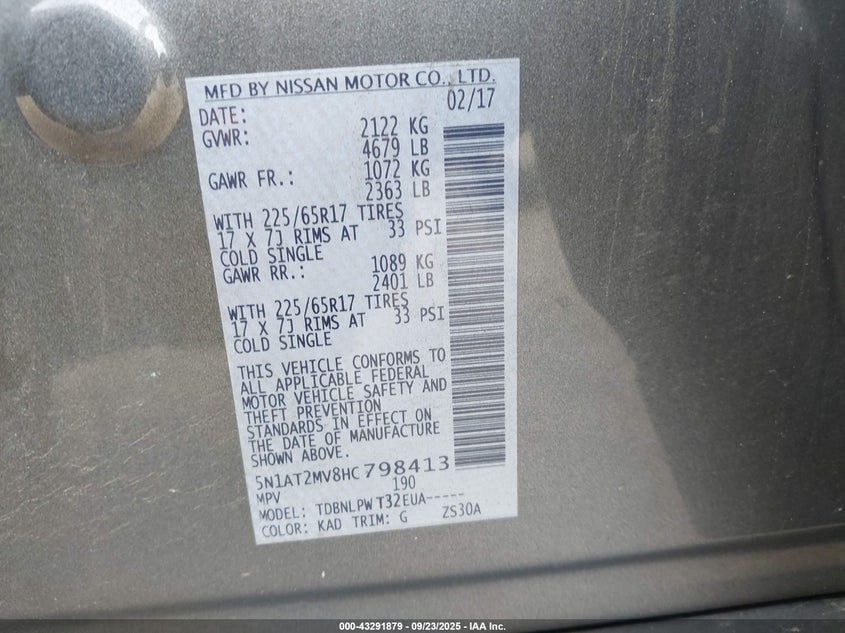 MFD BY NISSAN MOTOR CO., LTD.
DATE: 02/17
GVWR: 2122 KG
4679 LB
GAWR FR.: 1072 KG
2363 LB
WITH 225/65R17 TIRES
17 X 7J RIMS AT 33 PSI
COLD SINGLE
GAWR RR.: 1089 KG
2401 LB
WITH 225/65R17 TIRES
17 X 7J RIMS AT 33 PSI
COLD SINGLE
THIS VEHICLE CONFORMS TO
ALL APPLICABLE FEDERAL
MOTOR VEHICLE SAFETY AND
THEFT PREVENTION
STANDARDS IN EFFECT ON
THE DATE OF MANUFACTURE
SHOWN ABOVE.
5N1AT2MV8HC798413
MPV 190
MODEL: TDBNLPW T32EUA-----
COLOR: KAD TRIM: G ZS30A
000-43291879 - 09/23/2025 - IAA Inc.